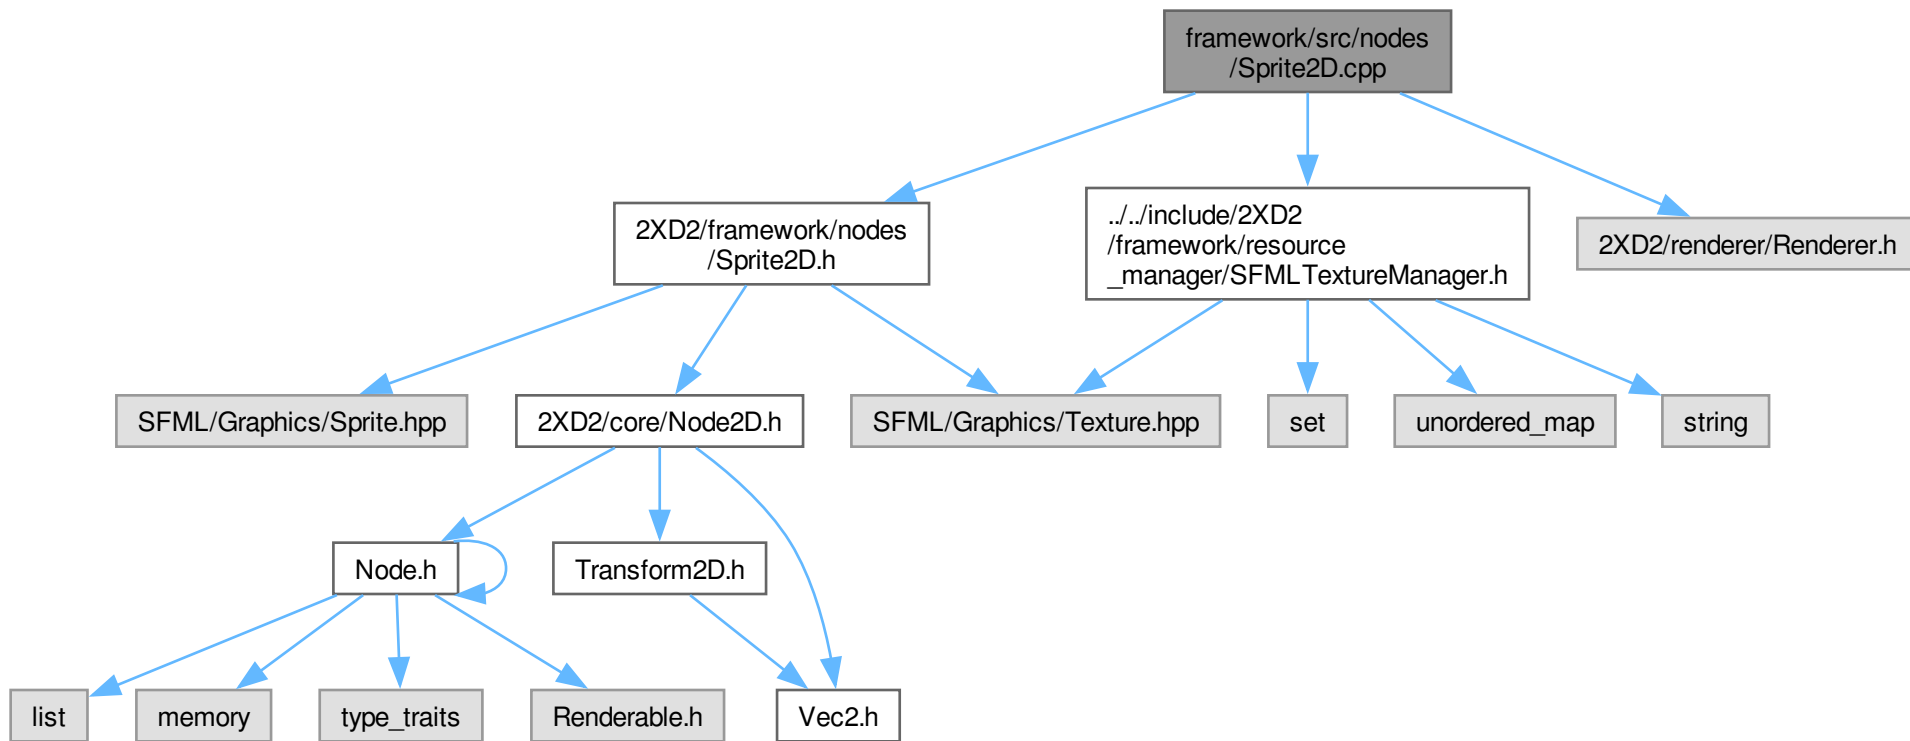 framework/src/nodes
/Sprite2D.cpp
2XD2/framework/nodes
/Sprite2D.h
../../include/2XD2
/framework/resource
_manager/SFMLTextureManager.h
2XD2/renderer/Renderer.h
SFML/Graphics/Sprite.hpp
2XD2/core/Node2D.h
SFML/Graphics/Texture.hpp
set
unordered_map
string
Node.h
Transform2D.h
list
memory
type_traits
Renderable.h
Vec2.h